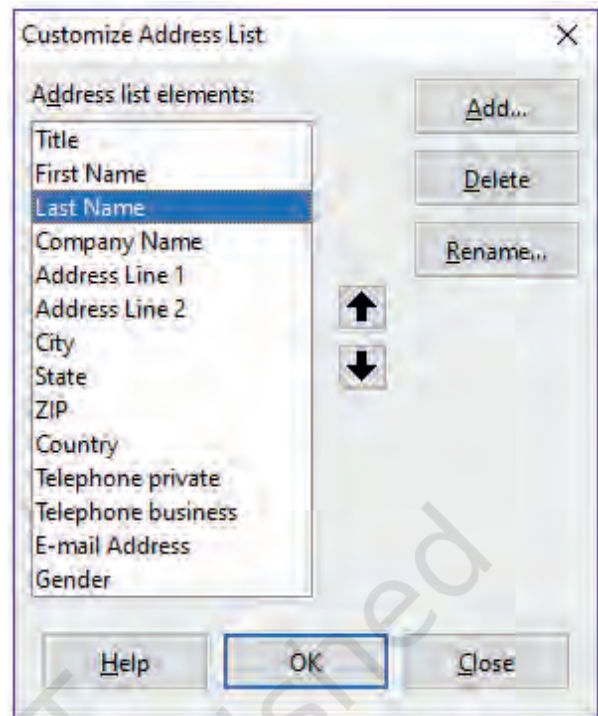 Customize Address List
Address list elements:
Title
First Name
Last Name
Company Name
Address Line 1
Address Line 2
City
State
ZIP
Country
Telephone private
Telephone business
E-mail Address
Gender
Add...
Delete
Rename...
Help
OK
Close